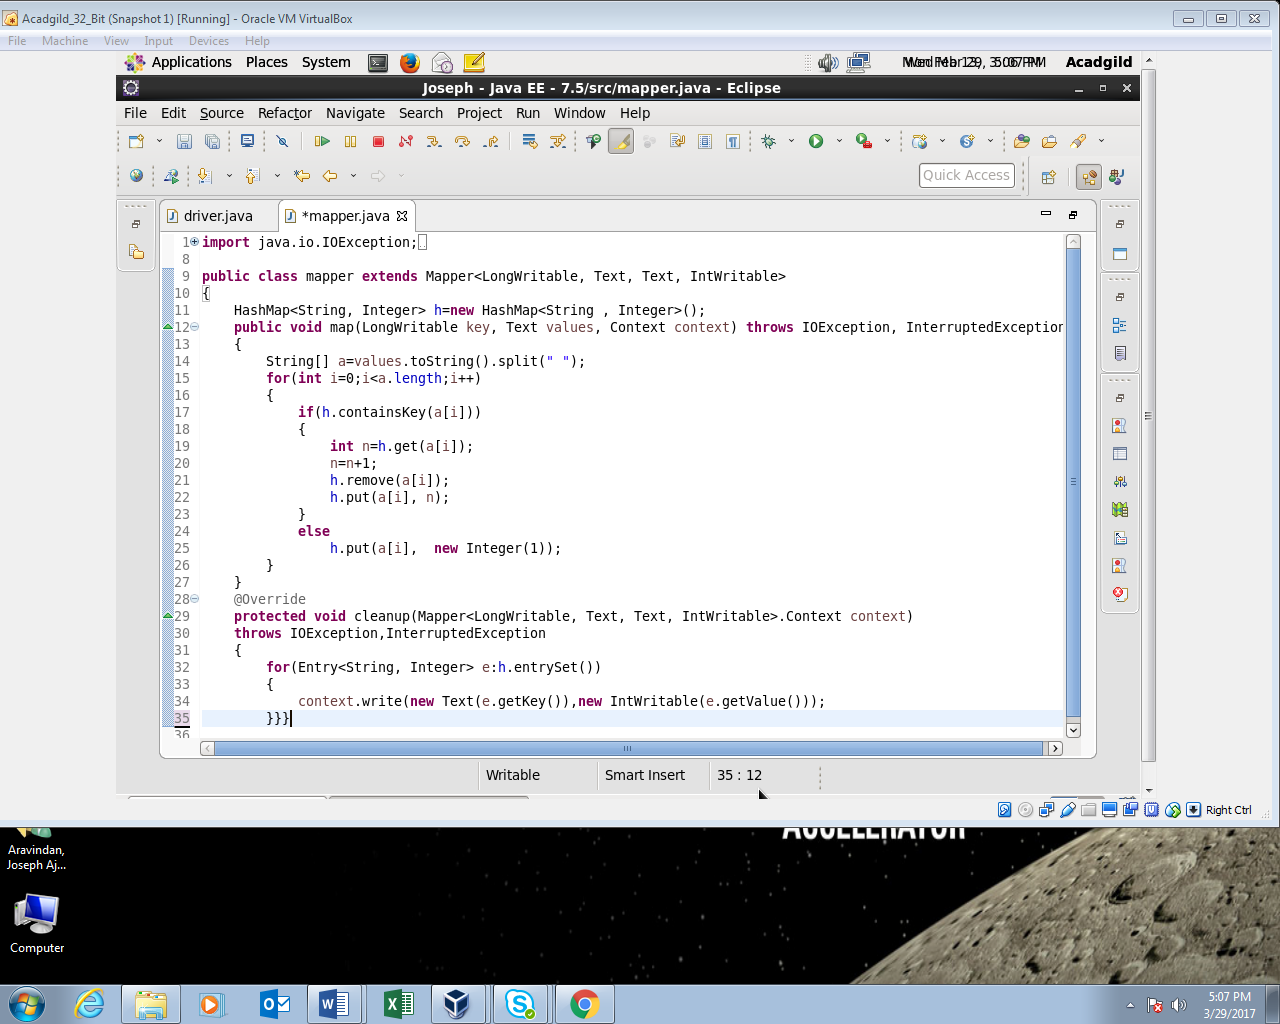 Acadgild_32_Bit (Snapshot 1) [Running] - Oracle VM VirtualBox
File Machine View Input Devices Help
Applications Places System
Acadgild
Joseph - Java EE - 7.5/src/mapper.java - Eclipse
File Edit Source Refactor Navigate Search Project Run Window Help
Quick Access
driver.java *mapper.java
1 import java.io.IOException;
8
9 public class mapper extends Mapper<LongWritable, Text, Text, IntWritable>
10 {
11 HashMap<String, Integer> h=new HashMap<String , Integer>();
12 public void map(LongWritable key, Text values, Context context) throws IOException, InterruptedException
13 {
14 String[] a=values.toString().split(" ");
15 for(int i=0;i<a.length;i++)
16 {
17 if(h.containsKey(a[i]))
18 {
19 int n=h.get(a[i]);
20 n=n+1;
21 h.remove(a[i]);
22 h.put(a[i], n);
23 }
24 else
25 h.put(a[i],  new Integer(1));
26 }
27 }
28 @Override
29 protected void cleanup(Mapper<LongWritable, Text, Text, IntWritable>.Context context)
30 throws IOException,InterruptedException
31 {
32 for(Entry<String, Integer> e:h.entrySet())
33 {
34 context.write(new Text(e.getKey()),new IntWritable(e.getValue()));
35 }}}
36
Writable Smart Insert 35 : 12
Right Ctrl
ACCELERATOR
Aravindan,
Joseph Aj...
Computer
5:07 PM
3/29/2017